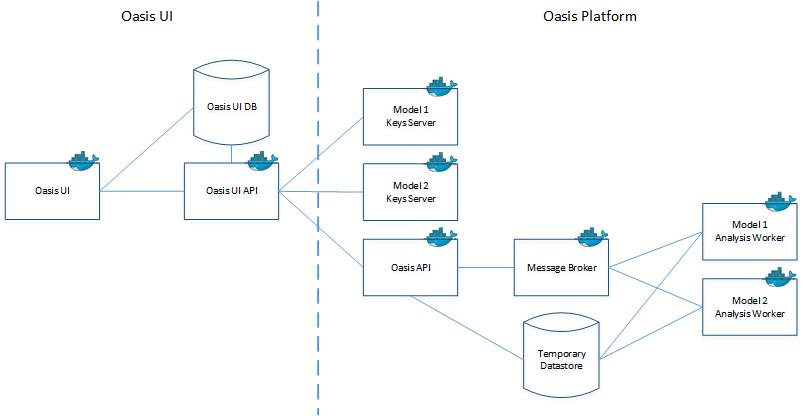 Oasis UI
Oasis Platform
Oasis UI DB
Model 1
Keys Server
Oasis UI
Oasis UI API
Model 2
Keys Server
Model 1
Analysis Worker
Oasis API
Message Broker
Model 2
Analysis Worker
Temporary
Datastore